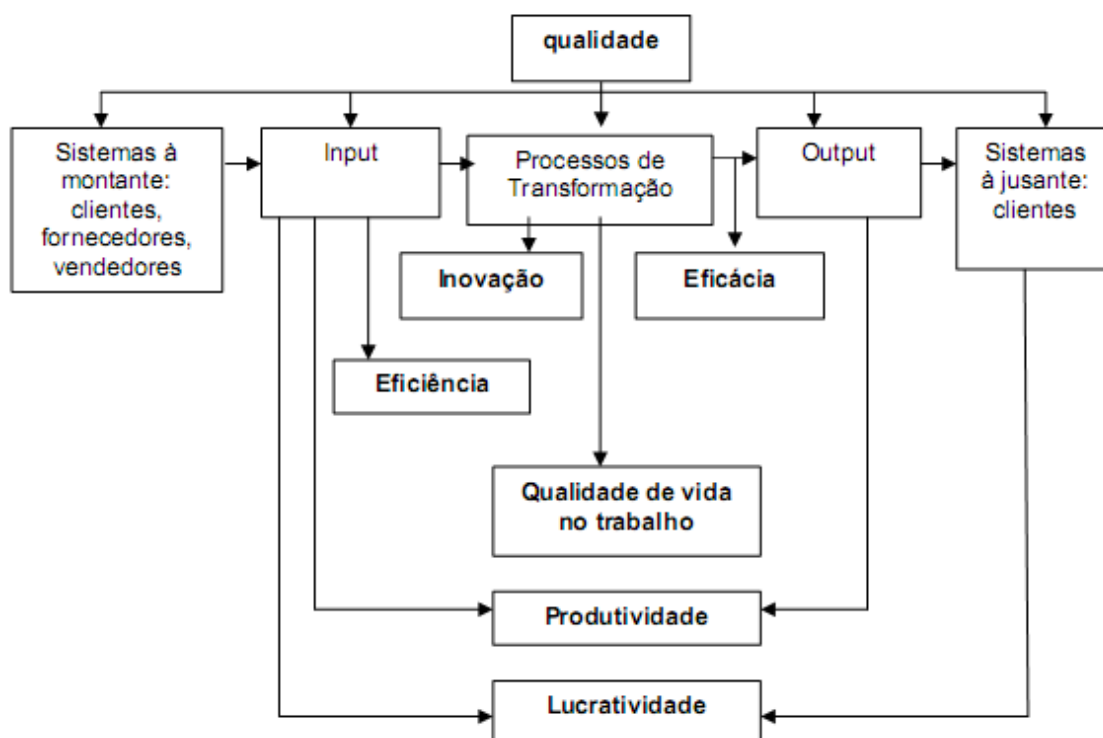 qualidade
Sistemas à
montante:
clientes,
fornecedores,
vendedores
Input
Processos de
Transformação
Output
Sistemas
à jusante:
clientes
Inovação
Eficácia
Eficiência
Qualidade de vida
no trabalho
Produtividade
Lucratividade